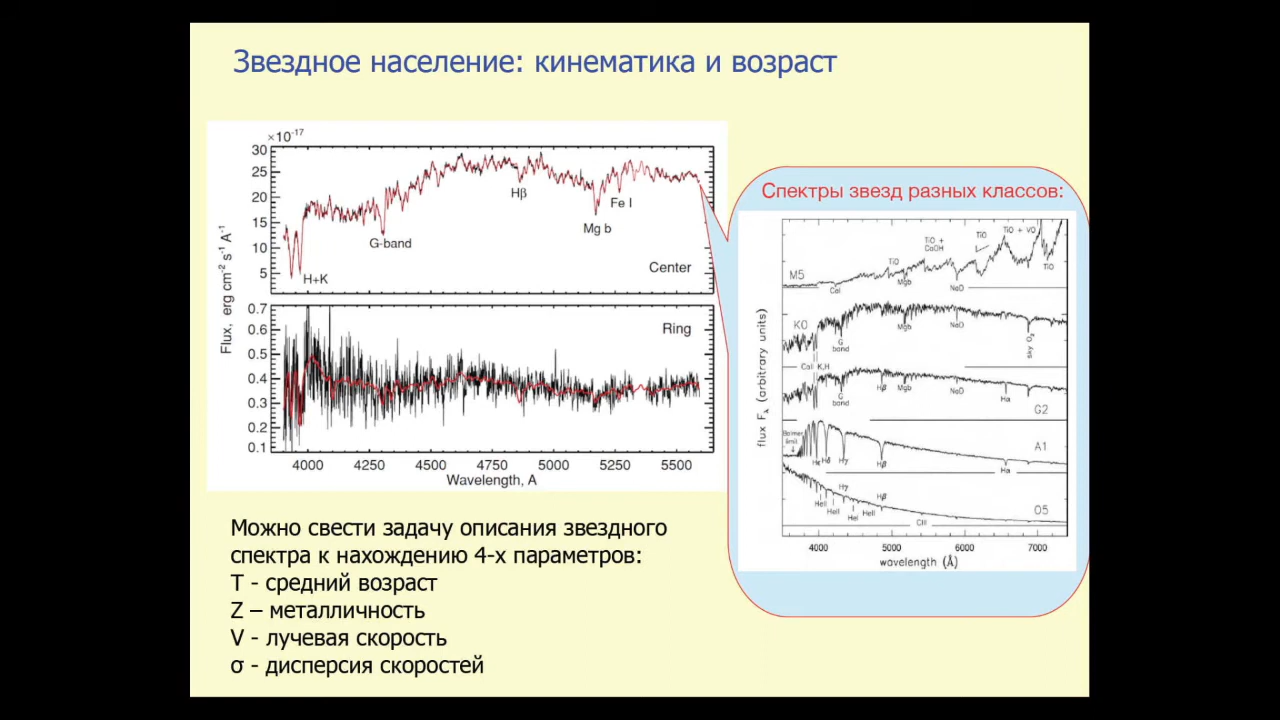 Звездное население: кинематика и возраст
×10⁻¹⁷
30
25
20
15
10
5
Hβ
Fe I
Mg b
G-band
H+K
Center
Flux, erg cm⁻² s⁻¹ A⁻¹
0.7
0.6
0.5
0.4
0.3
0.2
0.1
Ring
4000 4250 4500 4750 5000 5250 5500
Wavelength, A
Спектры звезд разных классов:
TiO + VO
TiO
TiO + CaOH
TiO
TiO
M5
CaI
Mgb
NaD
K0
G band
Mgb
NaD
sky O₂
CaII K,H
G band
Hβ
Mgb
NaD
Hα
G2
Balmer limit
Hε
Hδ
Hγ
Hβ
Hα
A1
Hγ
Hβ
HeII
HeII
HeI
HeII
CIII
O5
flux F_λ (arbitrary units)
4000 5000 6000 7000
wavelength (Å)
Можно свести задачу описания звездного
спектра к нахождению 4-х параметров:
T - средний возраст
Z – металличность
V - лучевая скорость
σ - дисперсия скоростей